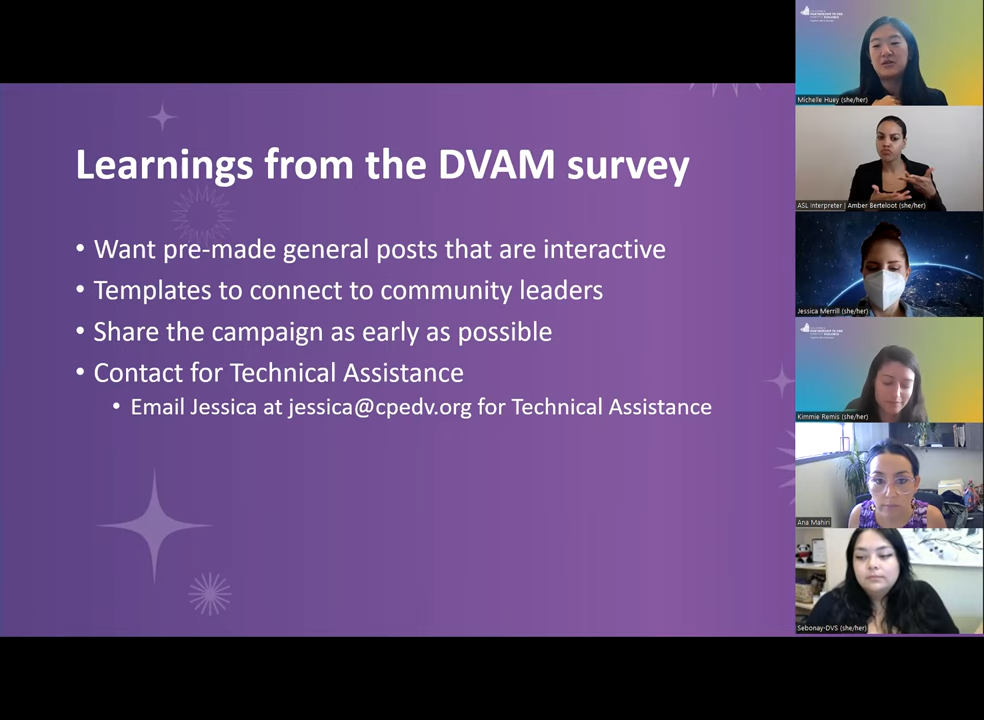 Learnings from the DVAM survey
• Want pre-made general posts that are interactive
• Templates to connect to community leaders
• Share the campaign as early as possible
• Contact for Technical Assistance
• Email Jessica at jessica@cpedv.org for Technical Assistance
Michelle Huey (she/her)
ASL Interpreter | Amber Berteloot (she/her)
Jessica Merrill (she/her)
Kimmie Remis (she/her)
Ana Mahiri
Sebonay-DVS (she/her)